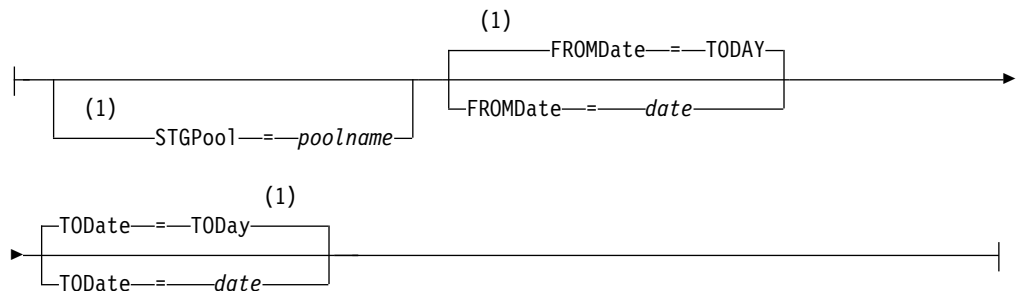 (1)
FROMDate = TODAY
FROMDate = date
(1)
STGPool = poolname
(1)
TODate = TODay
TODate = date